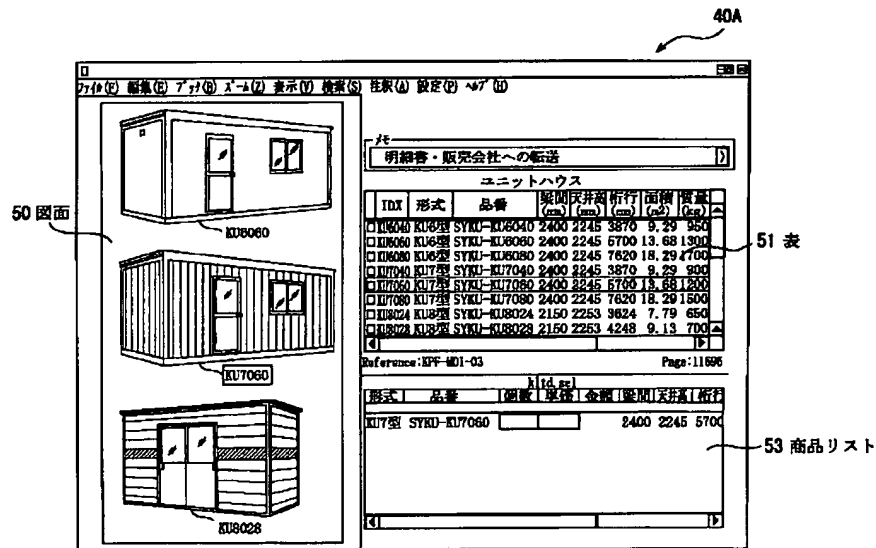 40A
ファイル(F) 編集(E) ブック(B) ズーム(Z) 表示(V) 検索(S) 注釈(A) 設定(P) ヘルプ(H)
メモ
明細書・販売会社への転送
ユニットハウス
IDX 形式 品番 梁間(mm) 天井高(mm) 桁行(mm) 面積(m2) 質量(kg)
KU6040 KU6型 SYKU-KU6040 2400 2245 3870 9.29 950
KU6060 KU6型 SYKU-KU6060 2400 2245 5700 13.68 1300
KU6080 KU6型 SYKU-KU6080 2400 2245 7620 18.29 1700
KU7040 KU7型 SYKU-KU7040 2400 2245 3870 9.29 900
KU7060 KU7型 SYKU-KU7060 2400 2245 5700 13.68 1200
KU7080 KU7型 SYKU-KU7080 2400 2245 7620 18.29 1500
KU8024 KU8型 SYKU-KU8024 2150 2253 3624 7.79 650
KU8028 KU8型 SYKU-KU8028 2150 2253 4248 9.13 700
Reference:KPF-M01-03 Page:11696
形式 品番 個数 単価 金額 梁間 天井高 桁行
KU7型 SYKU-KU7060 2400 2245 5700
50 図面
KU6060
KU7060
KU8028
51 表
53 商品リスト